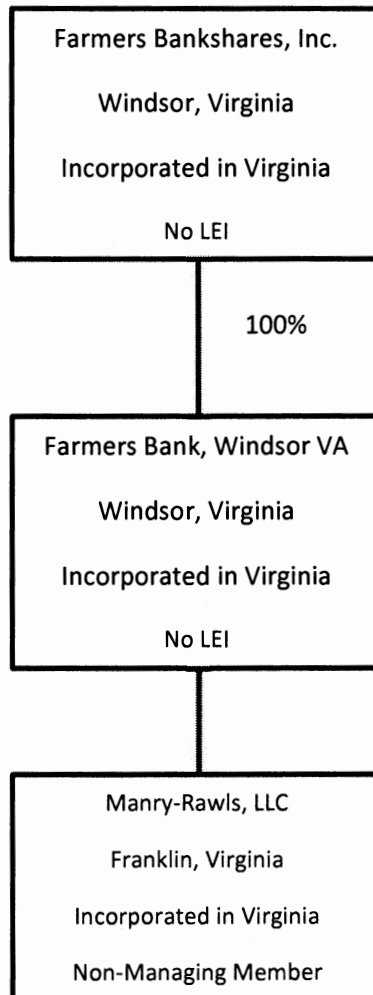 Farmers Bankshares, Inc.
Windsor, Virginia
Incorporated in Virginia
No LEI
100%
Farmers Bank, Windsor VA
Windsor, Virginia
Incorporated in Virginia
No LEI
Manry-Rawls, LLC
Franklin, Virginia
Incorporated in Virginia
Non-Managing Member